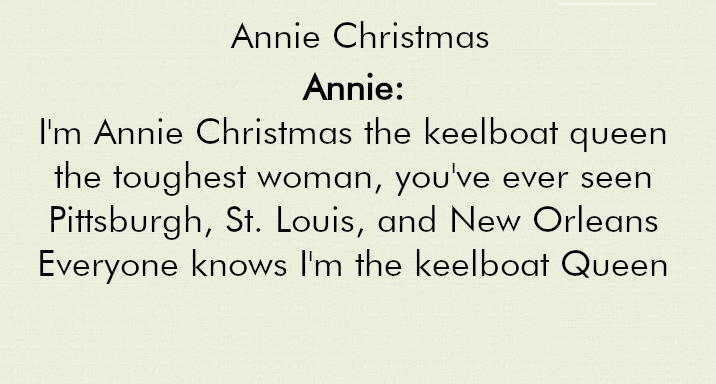 Annie Christmas
Annie:
I'm Annie Christmas the keelboat queen
the toughest woman, you've ever seen
Pittsburgh, St. Louis, and New Orleans
Everyone knows I'm the keelboat Queen